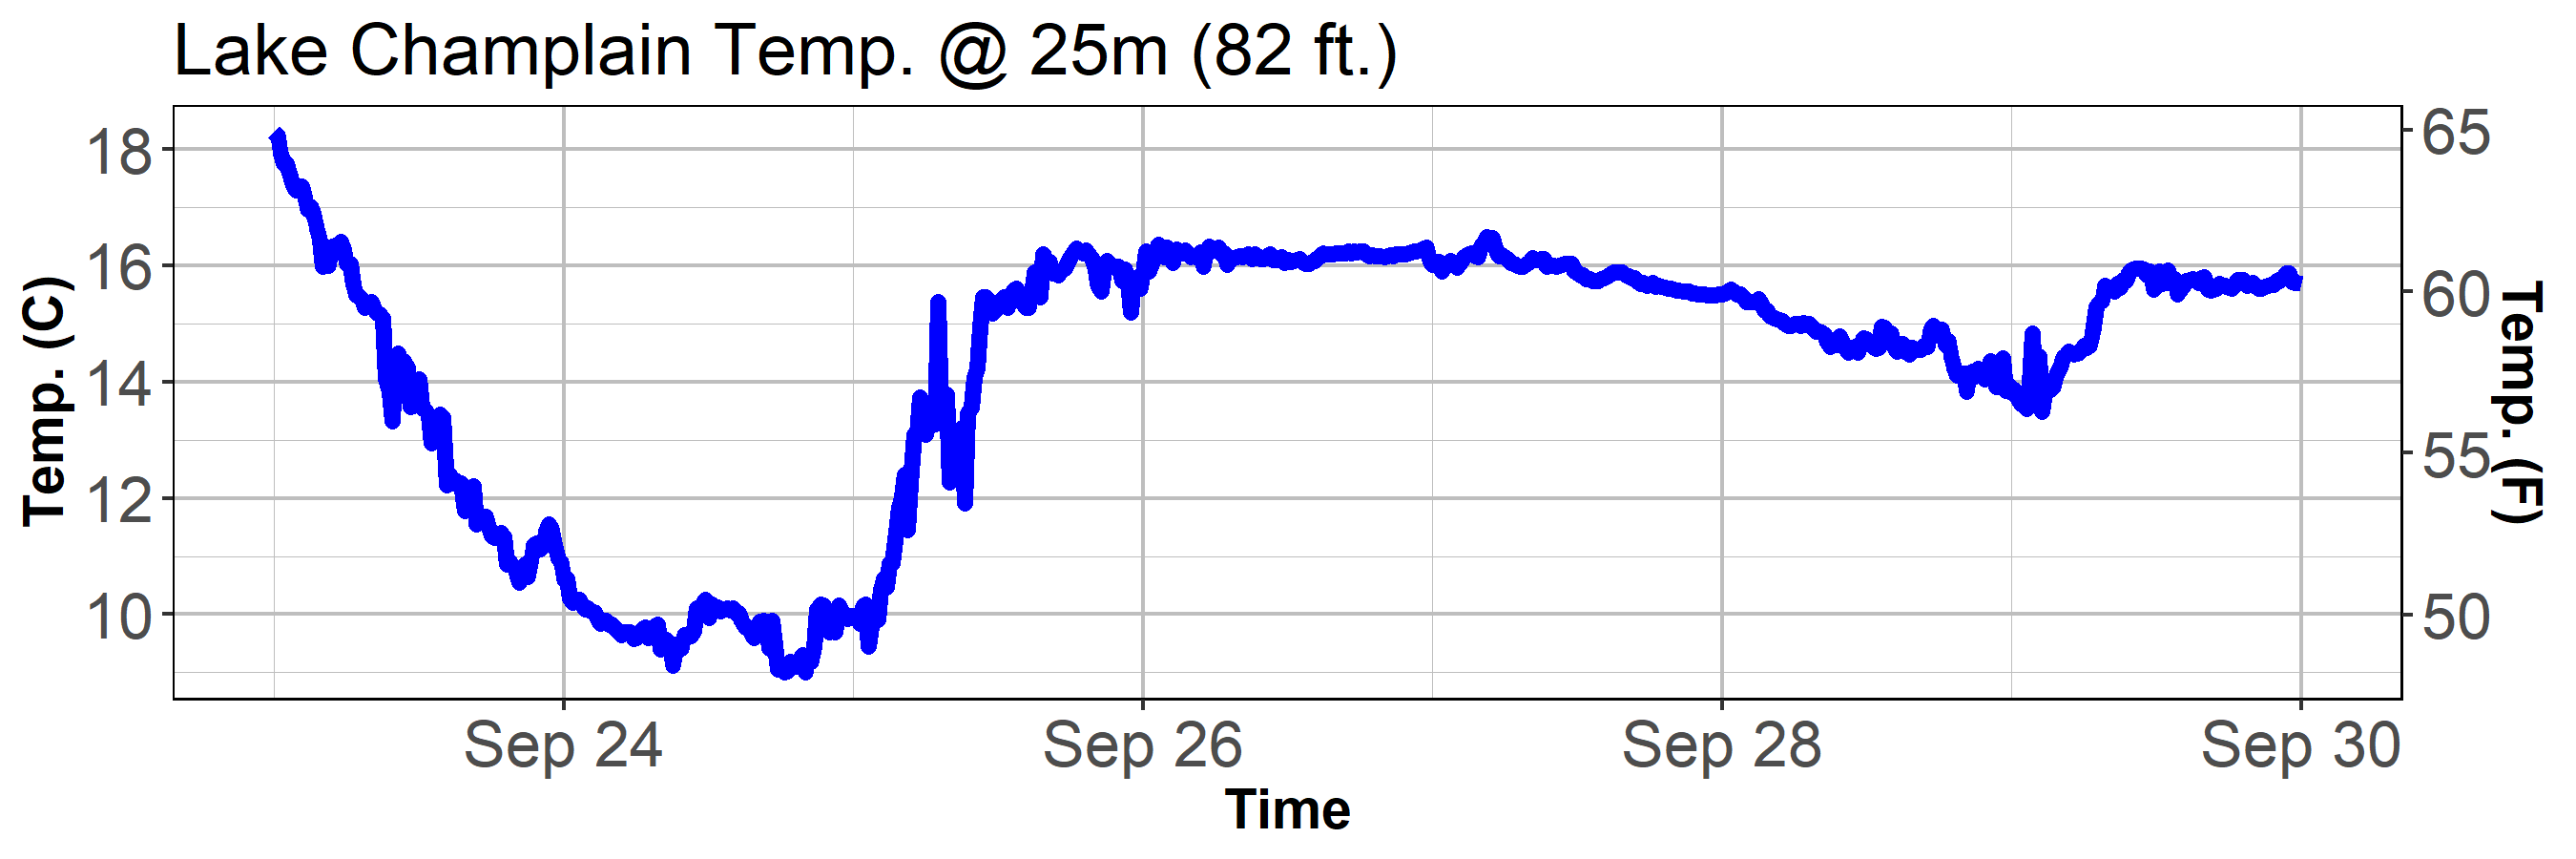 Lake Champlain Temp. @ 25m (82 ft.)
18
16
14
12
10
Temp. (C)
65
60
55
50
Temp. (F)
Sep 24 Sep 26 Sep 28 Sep 30
Time